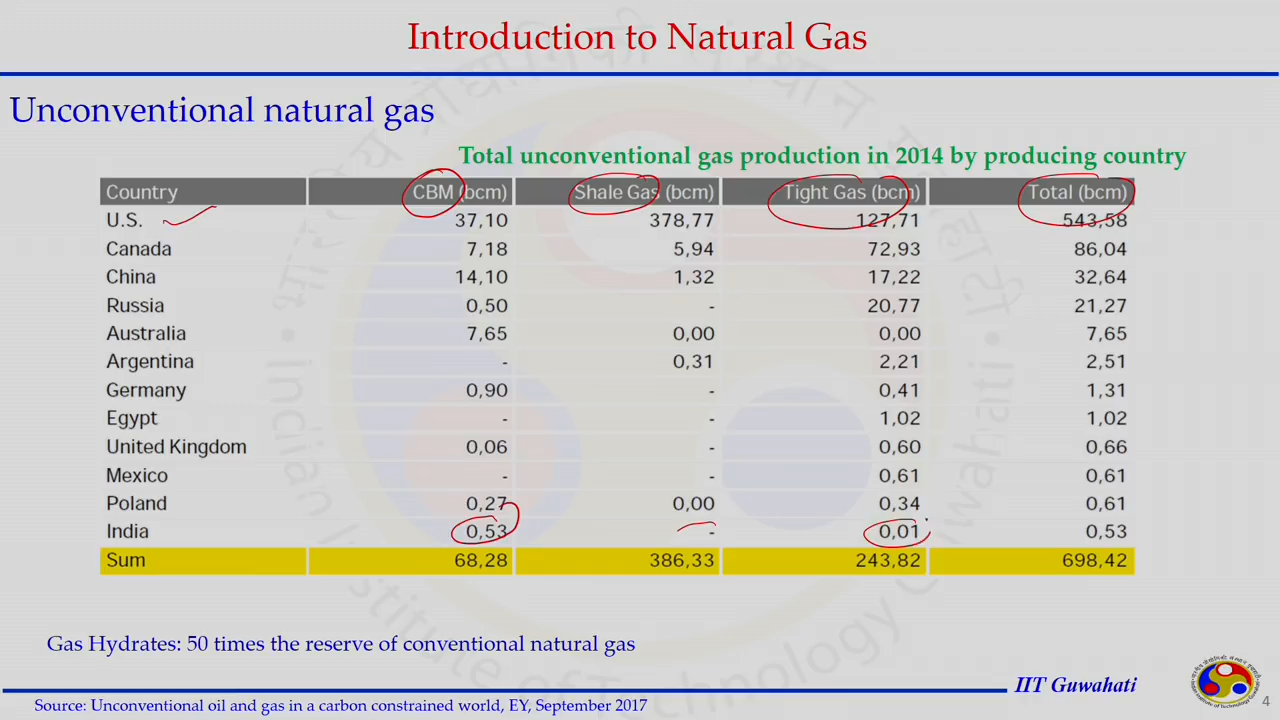 Introduction to Natural Gas
Unconventional natural gas
Total unconventional gas production in 2014 by producing country
Country CBM (bcm) Shale Gas (bcm) Tight Gas (bcm) Total (bcm)
U.S. 37,10 378,77 127,71 543,58
Canada 7,18 5,94 72,93 86,04
China 14,10 1,32 17,22 32,64
Russia 0,50 - 20,77 21,27
Australia 7,65 0,00 0,00 7,65
Argentina - 0,31 2,21 2,51
Germany 0,90 - 0,41 1,31
Egypt - - 1,02 1,02
United Kingdom 0,06 - 0,60 0,66
Mexico - - 0,61 0,61
Poland 0,27 0,00 0,34 0,61
India 0,53 - 0,01 0,53
Sum 68,28 386,33 243,82 698,42
Gas Hydrates: 50 times the reserve of conventional natural gas
IIT Guwahati
Source: Unconventional oil and gas in a carbon constrained world, EY, September 2017
4